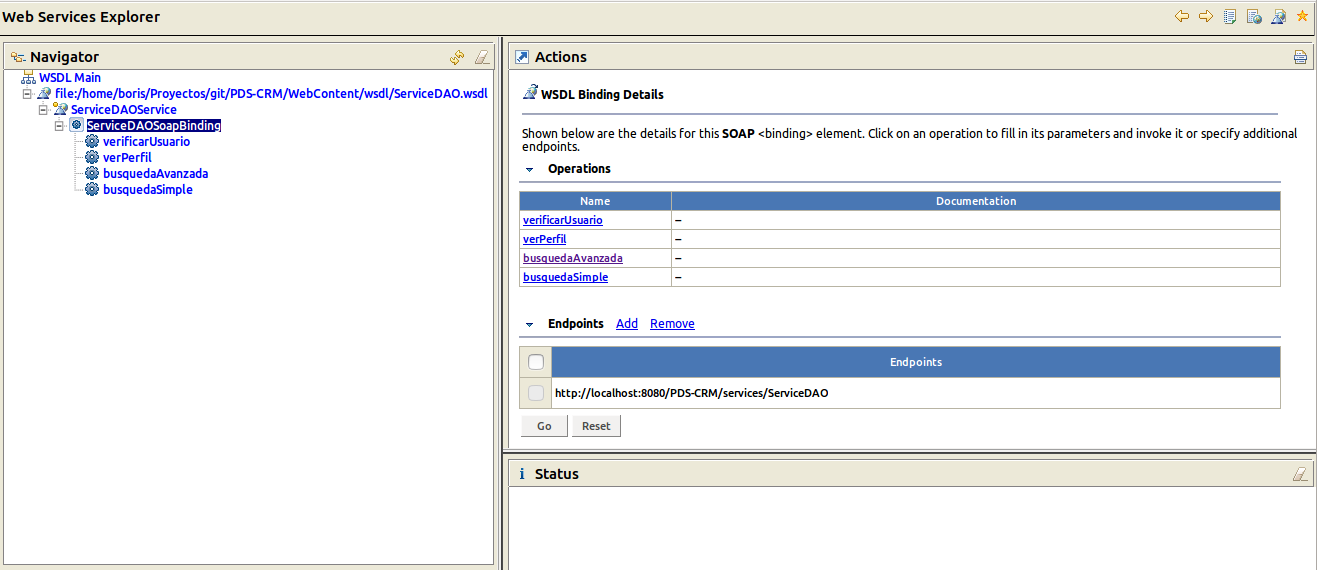 Web Services Explorer
Navigator
WSDL Main
file:/home/boris/Proyectos/git/PDS-CRM/WebContent/wsdl/ServiceDAO.wsdl
ServiceDAOService
ServiceDAOSoapBinding
verificarUsuario
verPerfil
busquedaAvanzada
busquedaSimple
Actions
WSDL Binding Details
Shown below are the details for this SOAP <binding> element. Click on an operation to fill in its parameters and invoke it or specify additional
endpoints.
Operations
Name Documentation
verificarUsuario --
verPerfil --
busquedaAvanzada --
busquedaSimple --
Endpoints Add Remove
Endpoints
http://localhost:8080/PDS-CRM/services/ServiceDAO
Go Reset
i Status